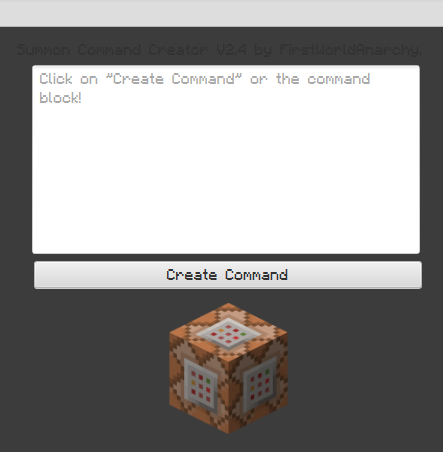 Summon Command Creator V2.4 by FirstWorldAnarchy.
Click on "Create Command" or the command
block!
Create Command